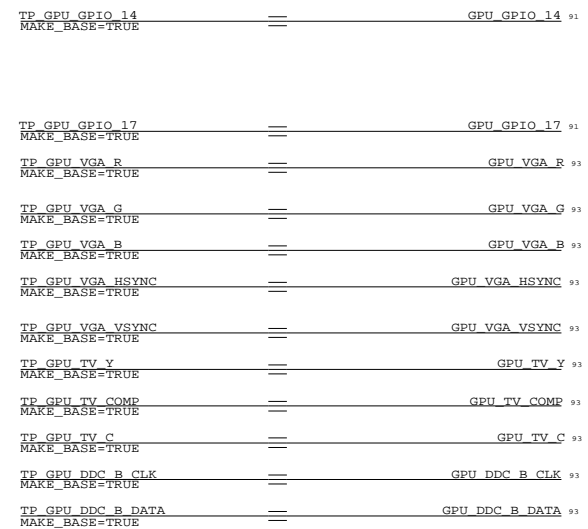 TP_GPU_GPIO_14 GPU_GPIO_14 91
MAKE_BASE=TRUE
TP_GPU_GPIO_17 GPU_GPIO_17 91
MAKE_BASE=TRUE
TP_GPU_VGA_R GPU_VGA_R 93
MAKE_BASE=TRUE
TP_GPU_VGA_G GPU_VGA_G 93
MAKE_BASE=TRUE
TP_GPU_VGA_B GPU_VGA_B 93
MAKE_BASE=TRUE
TP_GPU_VGA_HSYNC GPU_VGA_HSYNC 93
MAKE_BASE=TRUE
TP_GPU_VGA_VSYNC GPU_VGA_VSYNC 93
MAKE_BASE=TRUE
TP_GPU_TV_Y GPU_TV_Y 93
MAKE_BASE=TRUE
TP_GPU_TV_COMP GPU_TV_COMP 93
MAKE_BASE=TRUE
TP_GPU_TV_C GPU_TV_C 93
MAKE_BASE=TRUE
TP_GPU_DDC_B_CLK GPU_DDC_B_CLK 93
MAKE_BASE=TRUE
TP_GPU_DDC_B_DATA GPU_DDC_B_DATA 93
MAKE_BASE=TRUE